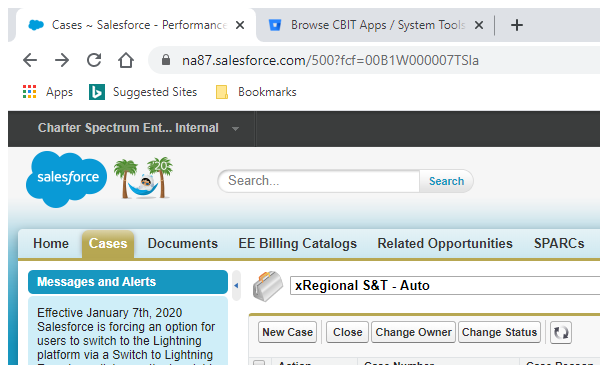 Cases ~ Salesforce - Performance
Browse CBIT Apps / System Tools
na87.salesforce.com/500?fcf=00B1W000007TSIa
Apps
Suggested Sites
Bookmarks
Charter Spectrum Ent... Internal
salesforce
20
Search...
Search
Home
Cases
Documents
EE Billing Catalogs
Related Opportunities
SPARCs
Messages and Alerts
xRegional S&T - Auto
Effective January 7th, 2020
Salesforce is forcing an option for
users to switch to the Lightning
platform via a Switch to Lightning
New Case
Close
Change Owner
Change Status
Action
Case Number
Case Reason